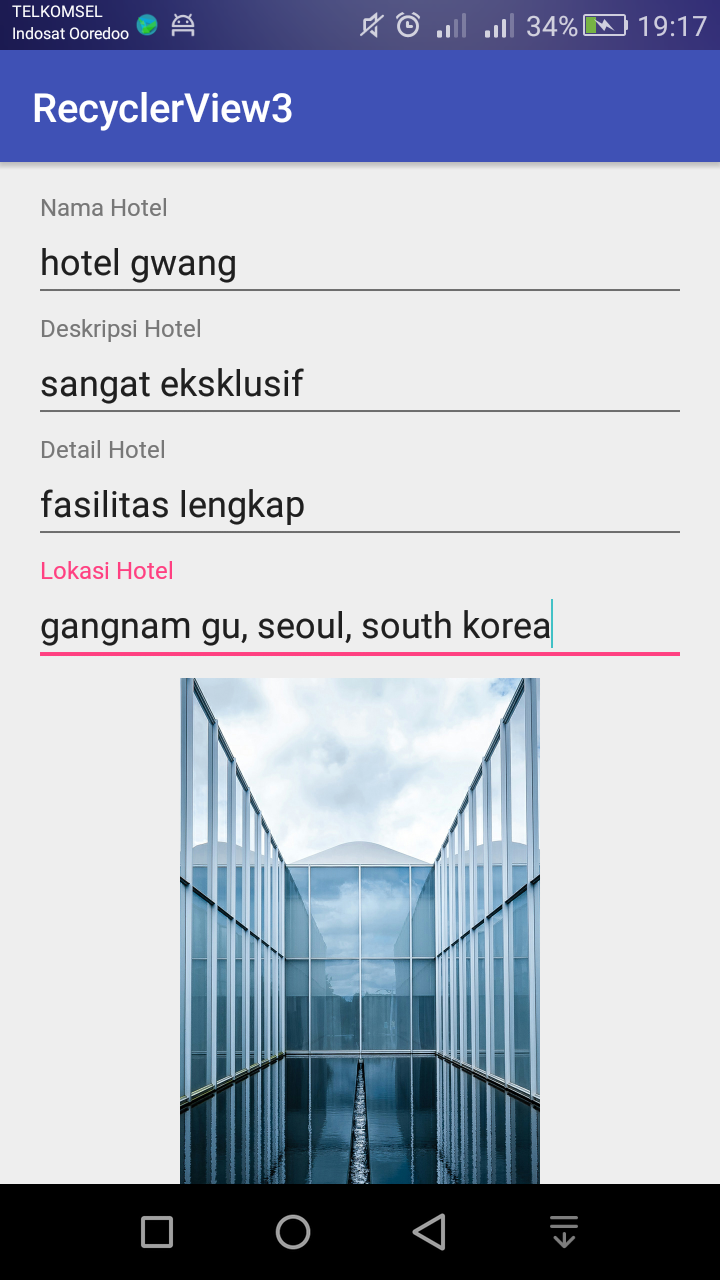 TELKOMSEL
Indosat Ooredoo
34% 19:17
RecyclerView3
Nama Hotel
hotel gwang
Deskripsi Hotel
sangat eksklusif
Detail Hotel
fasilitas lengkap
Lokasi Hotel
gangnam gu, seoul, south korea